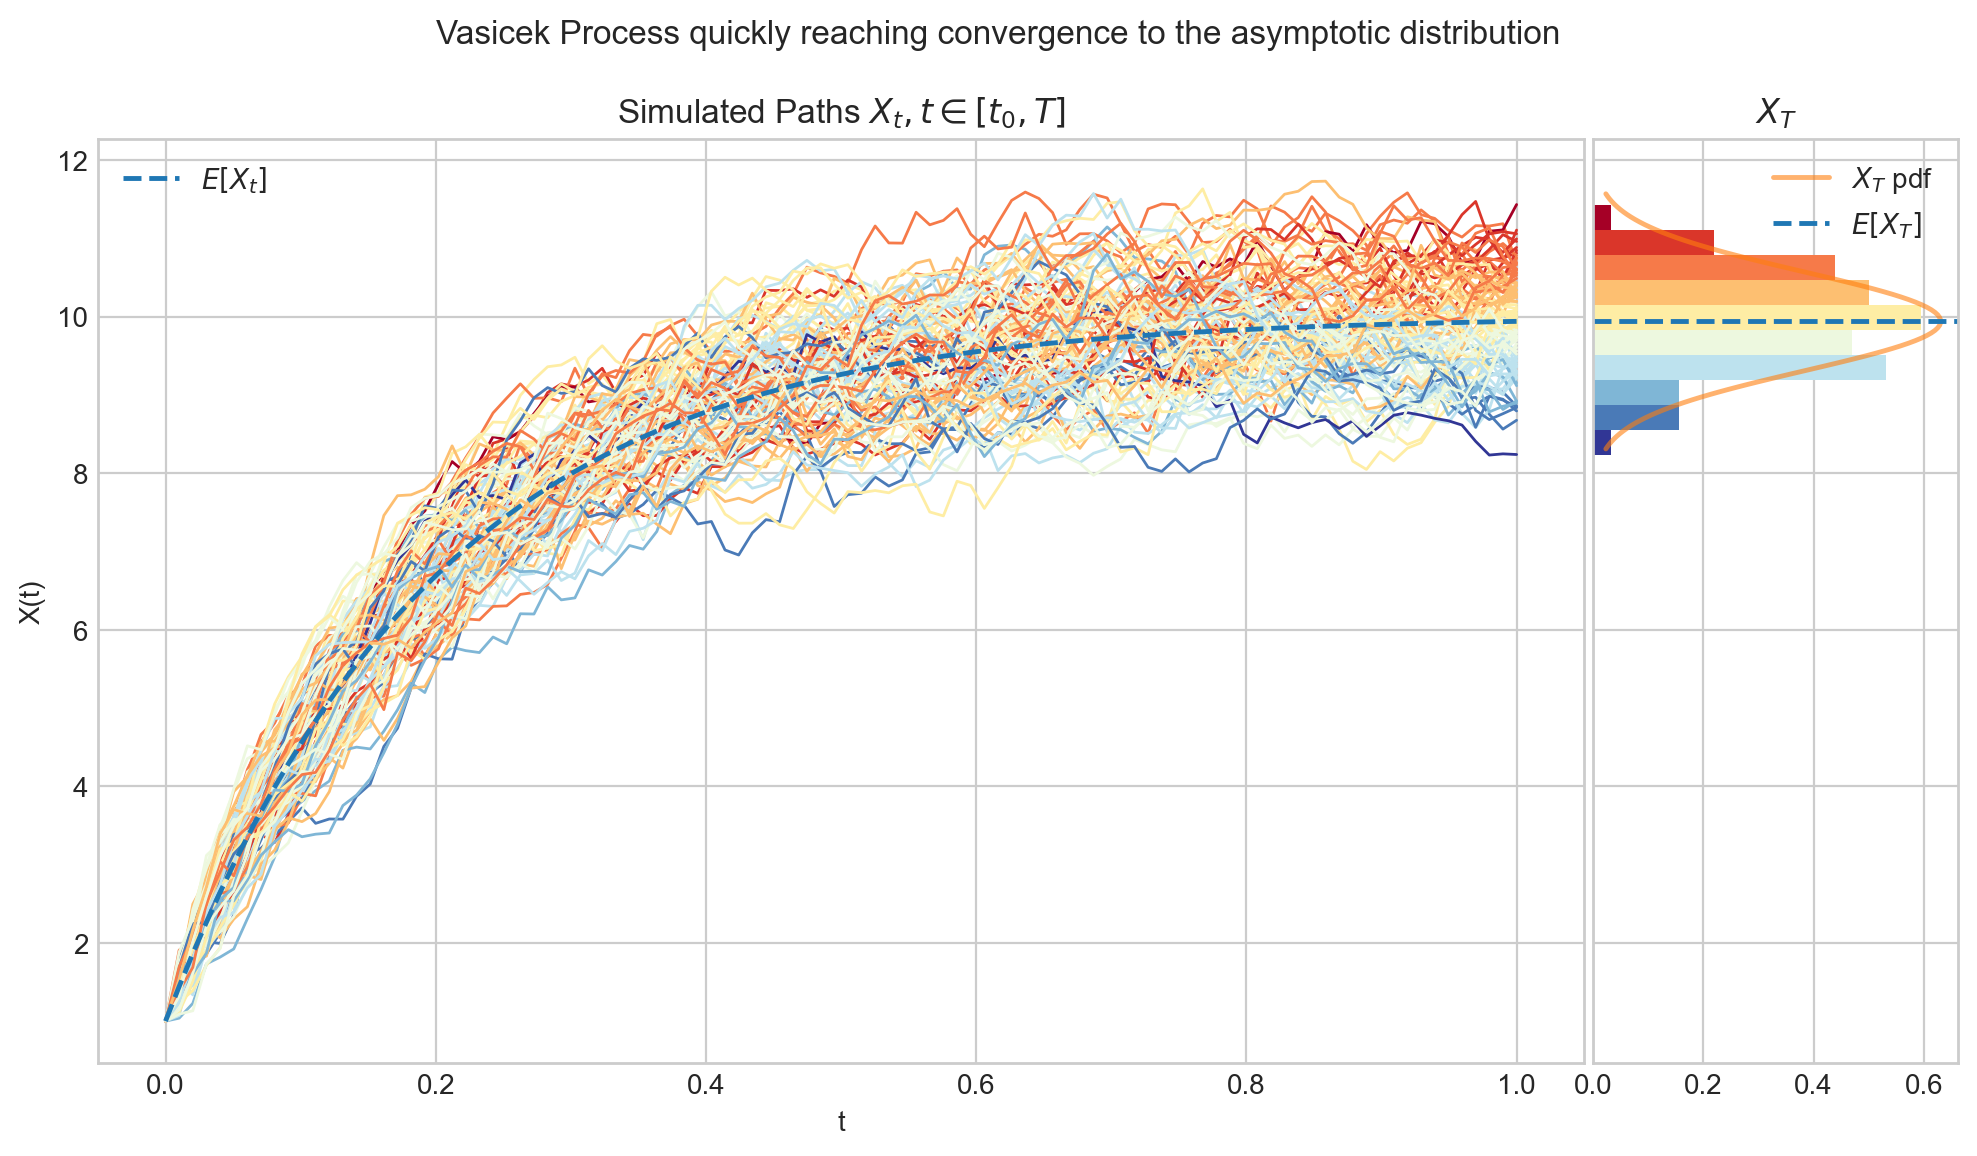 Vasicek Process quickly reaching convergence to the asymptotic distribution
Simulated Paths $X_t, t \in [t_0, T]$
$X_T$
12
10
8
6
4
2
X(t)
$E[X_t]$
$X_T$ pdf
$E[X_T]$
0.0 0.2 0.4 0.6 0.8 1.0
0.0 0.2 0.4 0.6
t